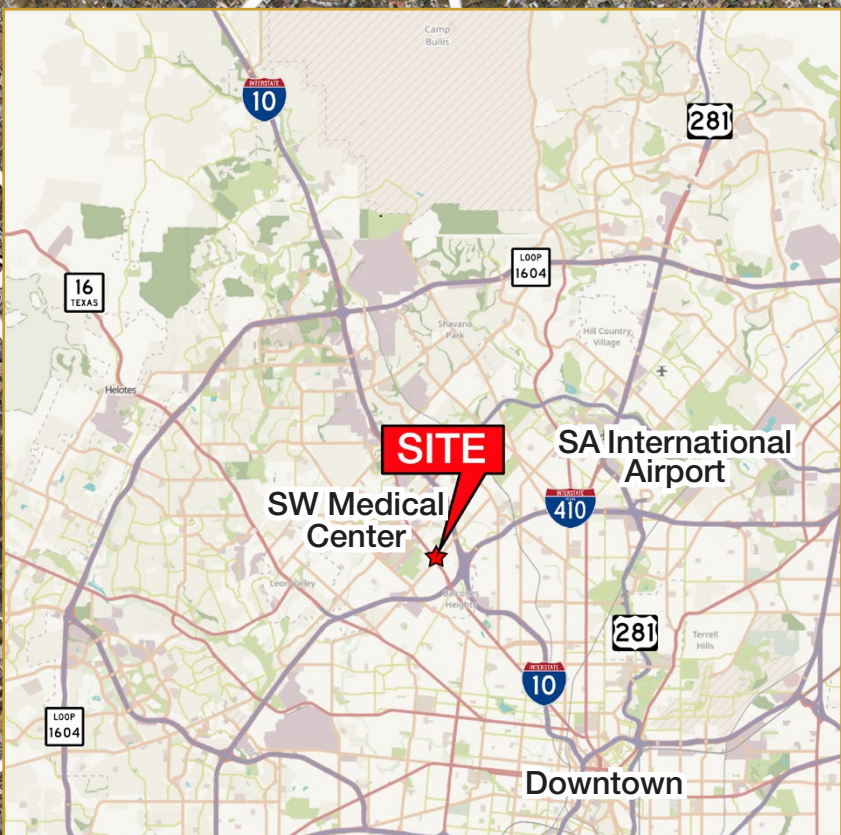 Camp
Bullis
INTERSTATE
10
281
LOOP
1604
16
TEXAS
Shavano
Park
Hill Country
Village
Helotes
SITE
SA International
Airport
SW Medical
Center
INTERSTATE
TEXAS
410
Leon Valley
Balcones
Heights
281
Terrell
Hills
INTERSTATE
10
LOOP
1604
Downtown